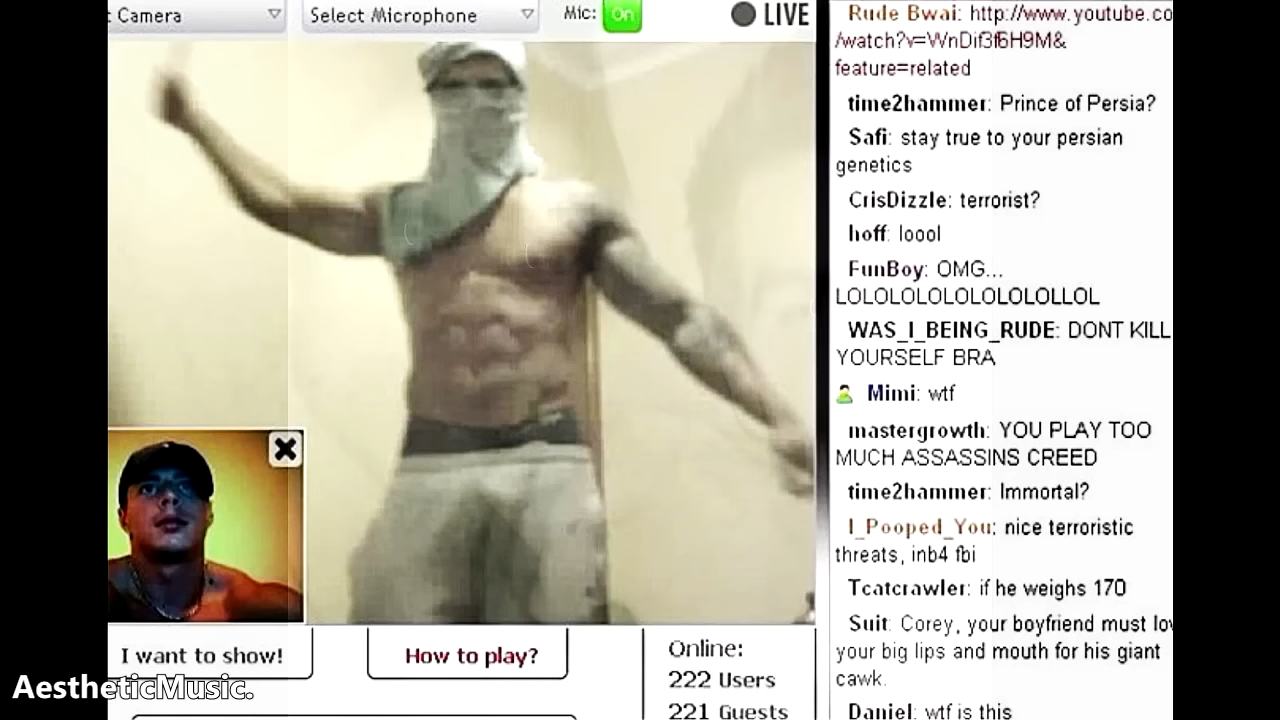 Camera
Select Microphone
Mic: On
LIVE
Rude Bwai: http://www.youtube.co
/watch?v=WnDif3f6H9M&
feature=related
time2hammer: Prince of Persia?
Safi: stay true to your persian
genetics
CrisDizzle: terrorist?
hoff: loool
FunBoy: OMG...
LOLOLOLOLOLOLOLOLLOL
WAS_I_BEING_RUDE: DONT KILL
YOURSELF BRA
Mimi: wtf
mastergrowth: YOU PLAY TOO
MUCH ASSASSINS CREED
time2hammer: Immortal?
I_Pooped_You: nice terroristic
threats, inb4 fbi
Tcatcrawler: if he weighs 170
Suit: Corey, your boyfriend must lov
your big lips and mouth for his giant
cawk.
Daniel: wtf is this
I want to show!
How to play?
Online:
222 Users
221 Guests
AestheticMusic.